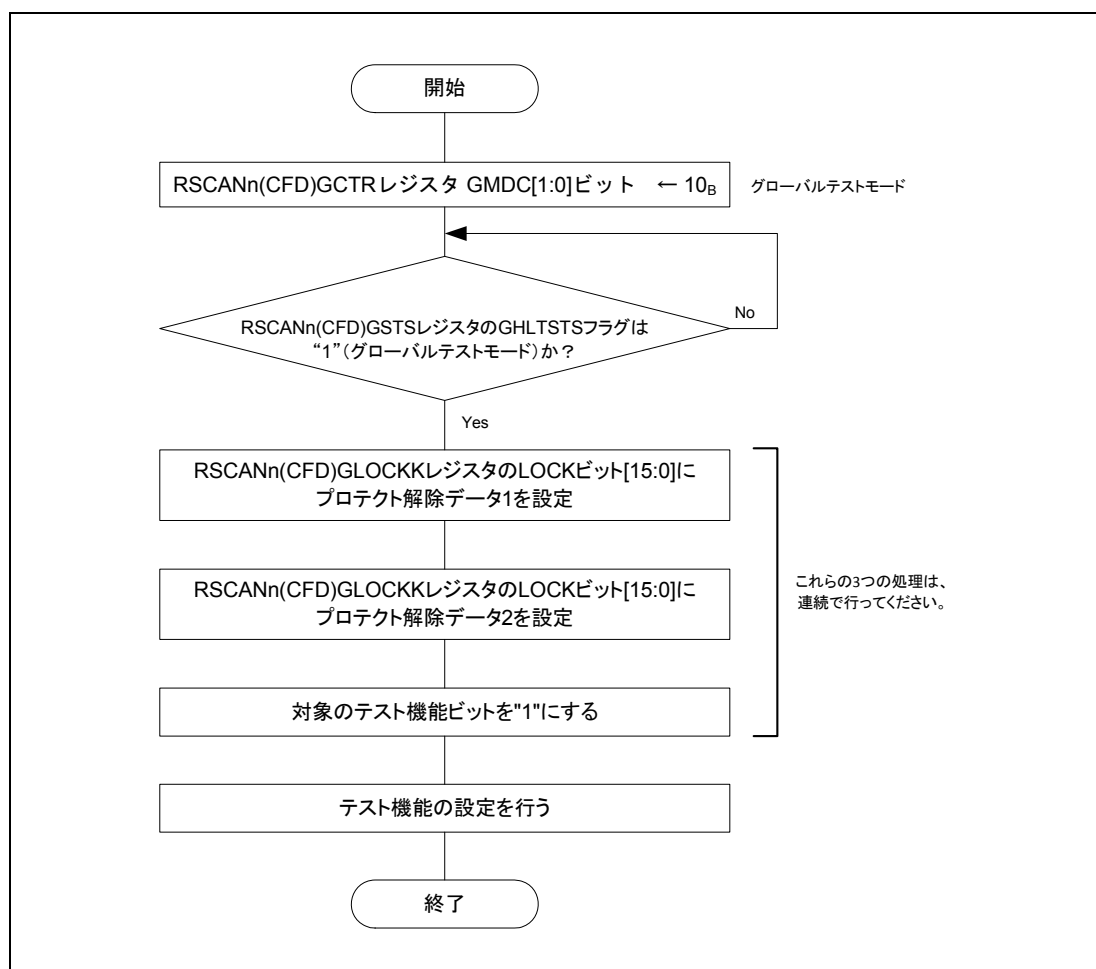 開始
RSCANn(CFD)GCTRレジスタ GMDC[1:0]ビット ← 10B
グローバルテストモード
No
RSCANn(CFD)GSTSレジスタのGHLTSTSフラグは
“1”(グローバルテストモード)か？
Yes
RSCANn(CFD)GLOCKKレジスタのLOCKビット[15:0]に
プロテクト解除データ1を設定
RSCANn(CFD)GLOCKKレジスタのLOCKビット[15:0]に
プロテクト解除データ2を設定
これらの3つの処理は、
連続で行ってください。
対象のテスト機能ビットを"1"にする
テスト機能の設定を行う
終了